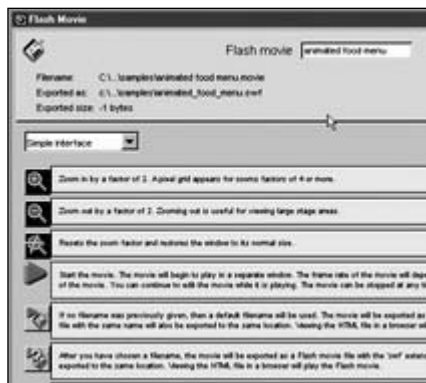 Flash Movie
Flash movie animated food menu
Filename: C:\...\samples\animated food menu.movie
Exported as: c:\...\samples\animated_food_menu.swf
Exported size: -1 bytes
Simple interface
Zoom in by a factor of 2. A pixel grid appears for zooms factors of 4 or more.
Zoom out by a factor of 2. Zooming out is useful for viewing large stage areas.
Resets the zoom factor and restores the window to its normal size.
Start the movie. The movie will begin to play in a separate window. The frame rate of the movie will depe
of the movie. You can continue to edit the movie while it is playing. The movie can be stopped at any ti
If no filename was previously given, then a default filename will be used. The movie will be exported as
file with the same name will also be exported to the same location. Viewing the HTML file in a browser wi
After you have chosen a filename, the movie will be exported as a Flash movie file with the 'swf' extens
exported to the same location. Viewing the HTML file in a browser will play the Flash movie.